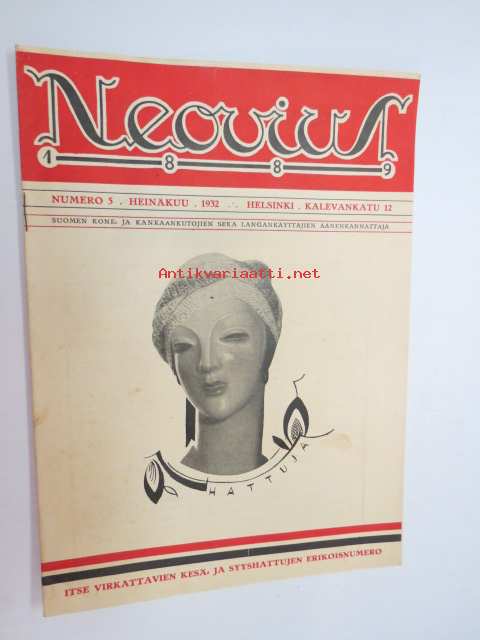 Neovius
1889
NUMERO 5 . HEINÄKUU . 1932 ∴ HELSINKI . KALEVANKATU 12
SUOMEN KONE- JA KANKAANKUTOJIEN SEKÄ LANGANKÄYTTÄJIEN ÄÄNENKANNATTAJA
Antikvariaatti.net
HATTUJA
ITSE VIRKATTAVIEN KESÄ- JA SYYSHATTUJEN ERIKOISNUMERO